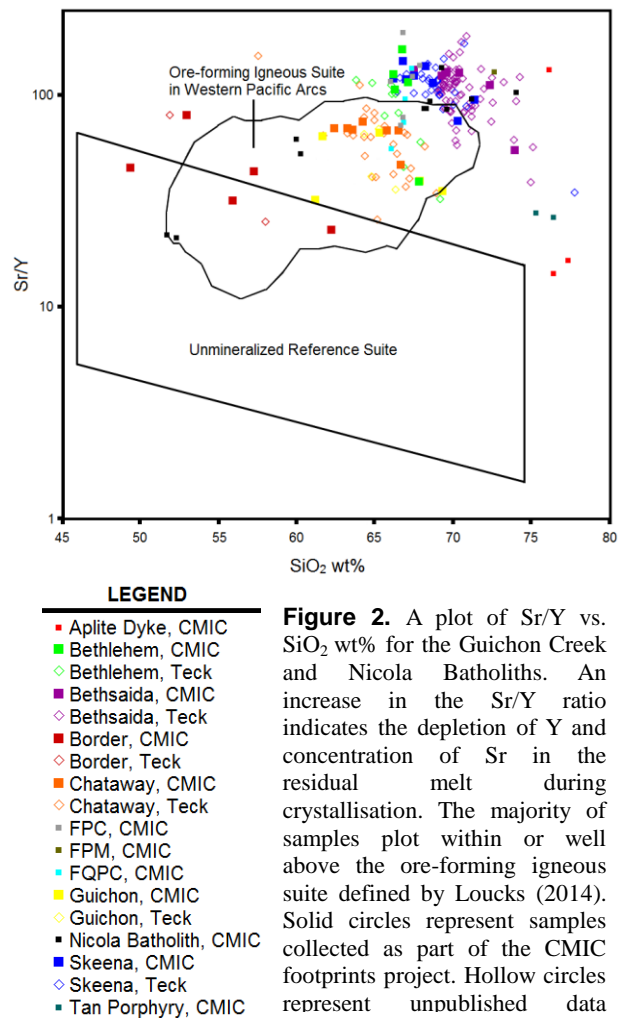 100
10
1
Sr/Y
Ore-forming Igneous Suite
in Western Pacific Arcs
Unmineralized Reference Suite
45 50 55 60 65 70 75 80
SiO2 wt%
LEGEND
Aplite Dyke, CMIC
Bethlehem, CMIC
Bethlehem, Teck
Bethsaida, CMIC
Bethsaida, Teck
Border, CMIC
Border, Teck
Chataway, CMIC
Chataway, Teck
FPC, CMIC
FPM, CMIC
FQPC, CMIC
Guichon, CMIC
Guichon, Teck
Nicola Batholith, CMIC
Skeena, CMIC
Skeena, Teck
Tan Porphyry, CMIC
Figure 2. A plot of Sr/Y vs.
SiO2 wt% for the Guichon Creek
and Nicola Batholiths. An
increase in the Sr/Y ratio
indicates the depletion of Y and
concentration of Sr in the
residual melt during
crystallisation. The majority of
samples plot within or well
above the ore-forming igneous
suite defined by Loucks (2014).
Solid circles represent samples
collected as part of the CMIC
footprints project. Hollow circles
represent unpublished data